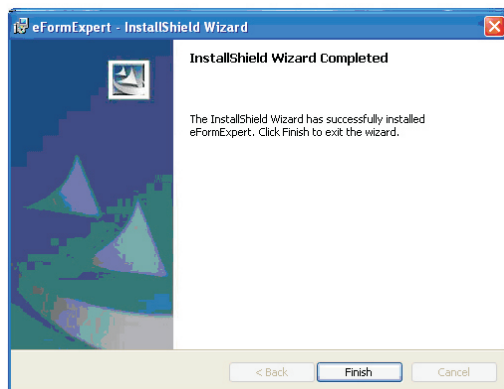 eFormExpert - InstallShield Wizard
InstallShield Wizard Completed
The InstallShield Wizard has successfully installed
eFormExpert. Click Finish to exit the wizard.
< Back Finish Cancel